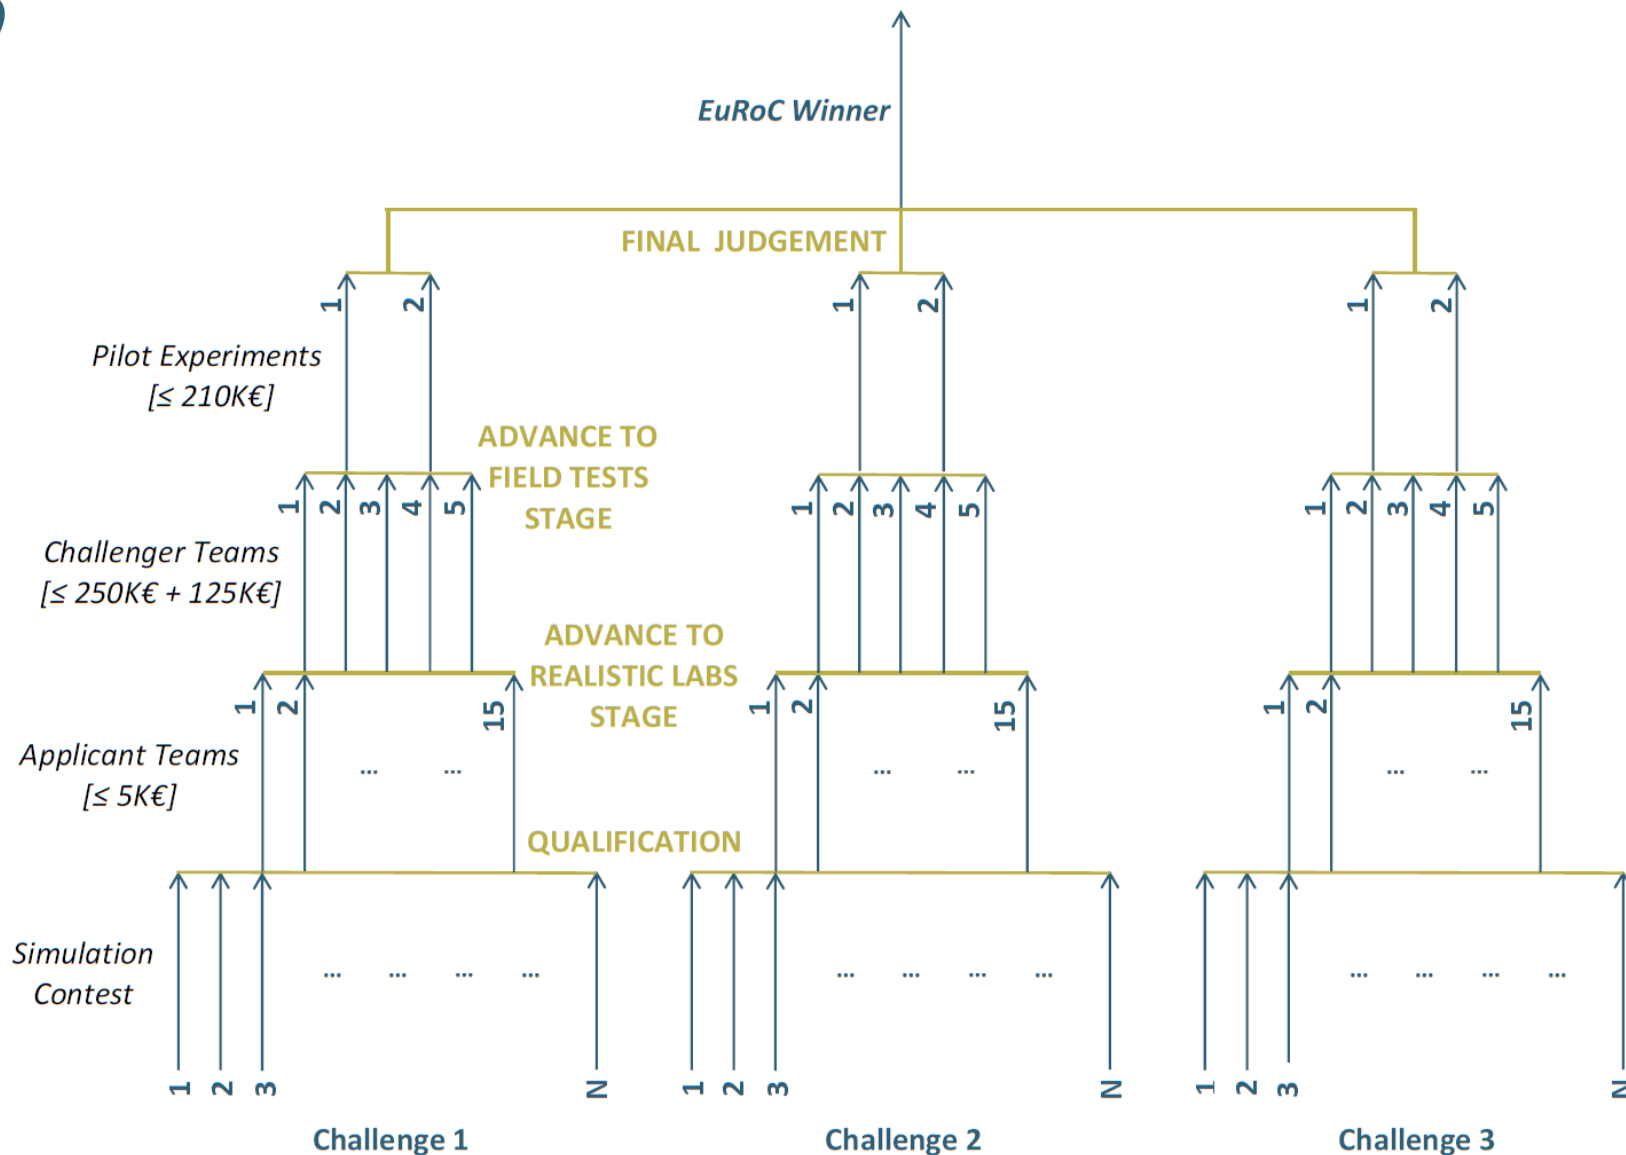 EuRoC Winner
FINAL JUDGEMENT
1 2 1 2 1 2
Pilot Experiments
[≤ 210K€]
ADVANCE TO
FIELD TESTS
STAGE
1 2 3 4 5 1 2 3 4 5 1 2 3 4 5
Challenger Teams
[≤ 250K€ + 125K€]
ADVANCE TO
REALISTIC LABS
STAGE
1 2 15 1 2 15 1 2 15
Applicant Teams
[≤ 5K€]
... ... ... ... ... ...
QUALIFICATION
Simulation
Contest
... ... ... ... ... ... ... ... ... ... ... ...
1 2 3 N 1 2 3 N 1 2 3 N
Challenge 1 Challenge 2 Challenge 3